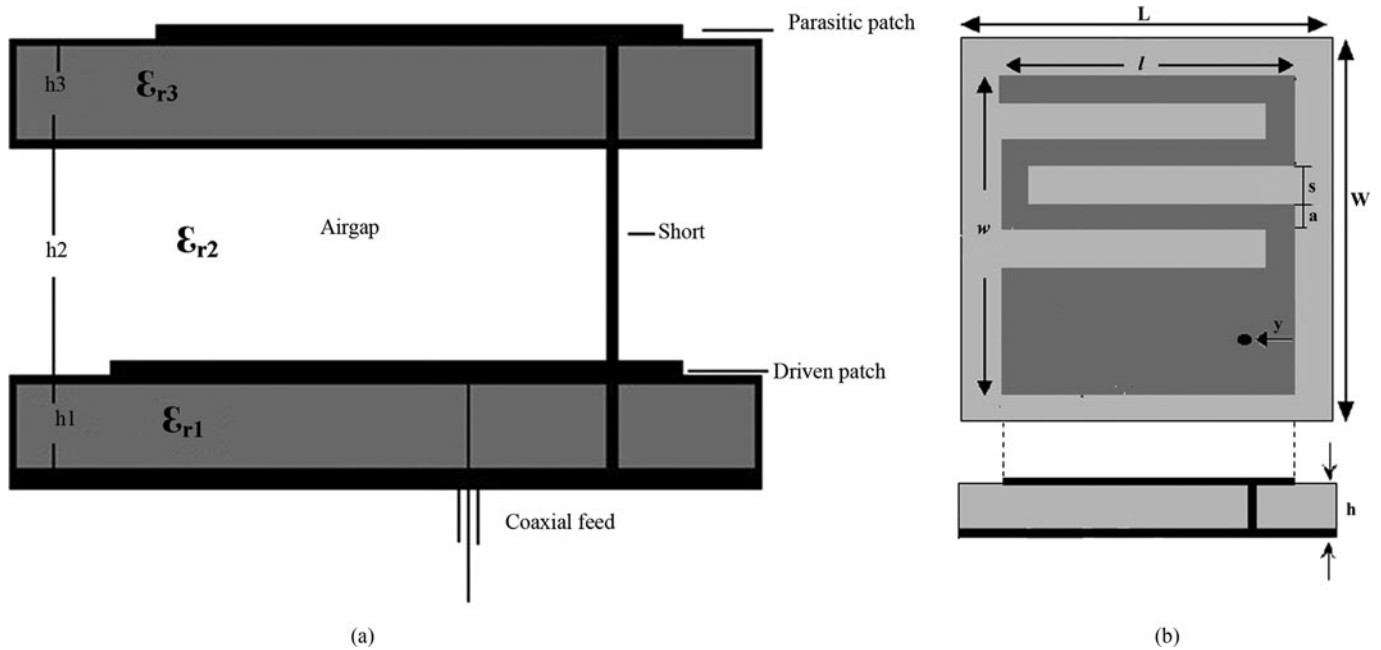 Parasitic patch
h3
εr3
h2
εr2
Airgap
Short
Driven patch
h1
εr1
Coaxial feed
(a)
L
l
w
s
a
W
y
h
(b)